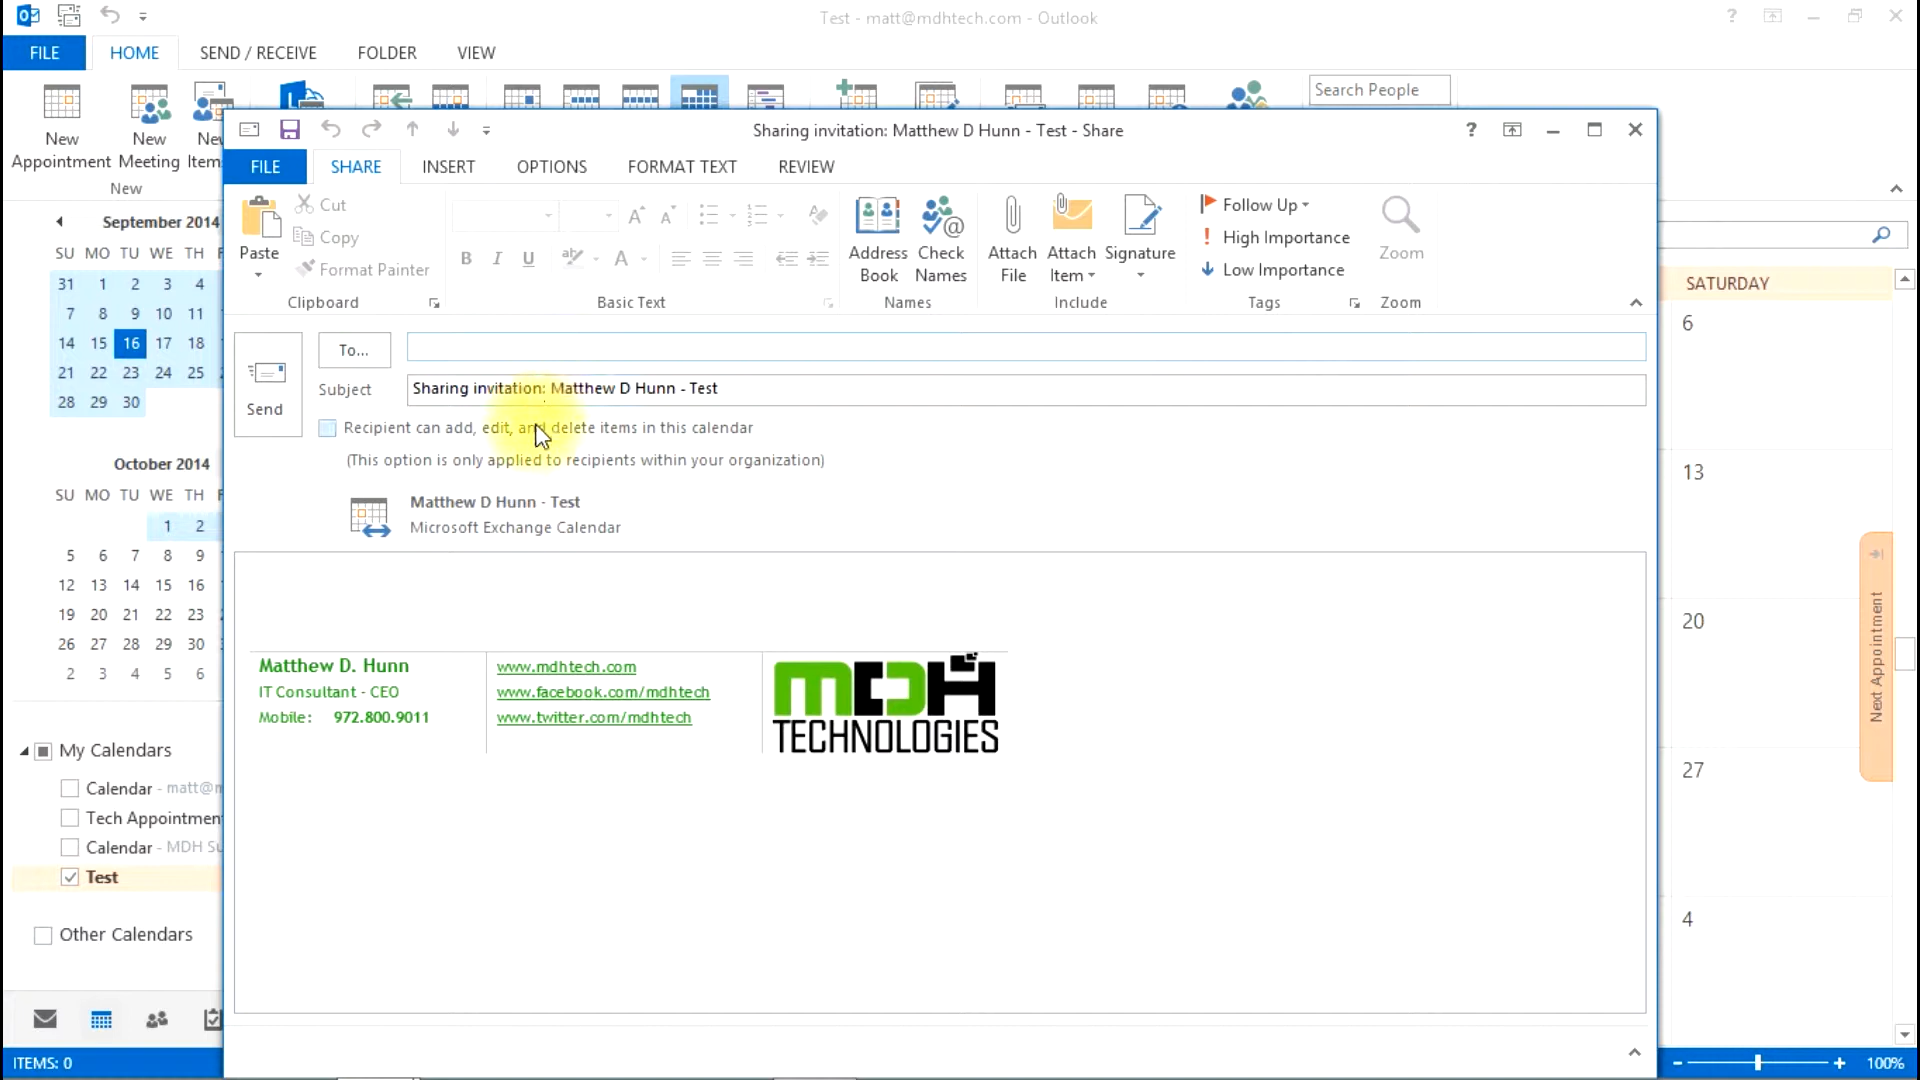 Test - matt@mdhtech.com - Outlook
FILE
HOME
SEND / RECEIVE
FOLDER
VIEW
New
Appointment
New
Meeting
New
Search People
Sharing invitation: Matthew D Hunn - Test - Share
FILE
SHARE
INSERT
OPTIONS
FORMAT TEXT
REVIEW
Paste
Cut
Copy
Format Painter
Clipboard
B I U
Basic Text
Address
Book
Check
Names
Names
Attach
File
Attach
Item
Signature
Include
Follow Up
High Importance
Low Importance
Tags
Zoom
Zoom
To...
Subject
Sharing invitation: Matthew D Hunn - Test
Send
Recipient can add, edit, and delete items in this calendar
(This option is only applied to recipients within your organization)
Matthew D Hunn - Test
Microsoft Exchange Calendar
Matthew D. Hunn
IT Consultant - CEO
Mobile: 972.800.9011
www.mdhtech.com
www.facebook.com/mdhtech
www.twitter.com/mdhtech
MDH
TECHNOLOGIES
September 2014
SU MO TU WE TH
31 1 2 3 4
7 8 9 10 11
14 15 16 17 18
21 22 23 24 25
28 29 30
October 2014
SU MO TU WE TH
1 2
5 6 7 8 9
12 13 14 15 16
19 20 21 22 23
26 27 28 29 30
2 3 4 5 6
My Calendars
Calendar - matt@
Tech Appointmen
Calendar - MDH
Test
Other Calendars
ITEMS: 0
SATURDAY
6
13
20
27
4
Next Appointment
100%